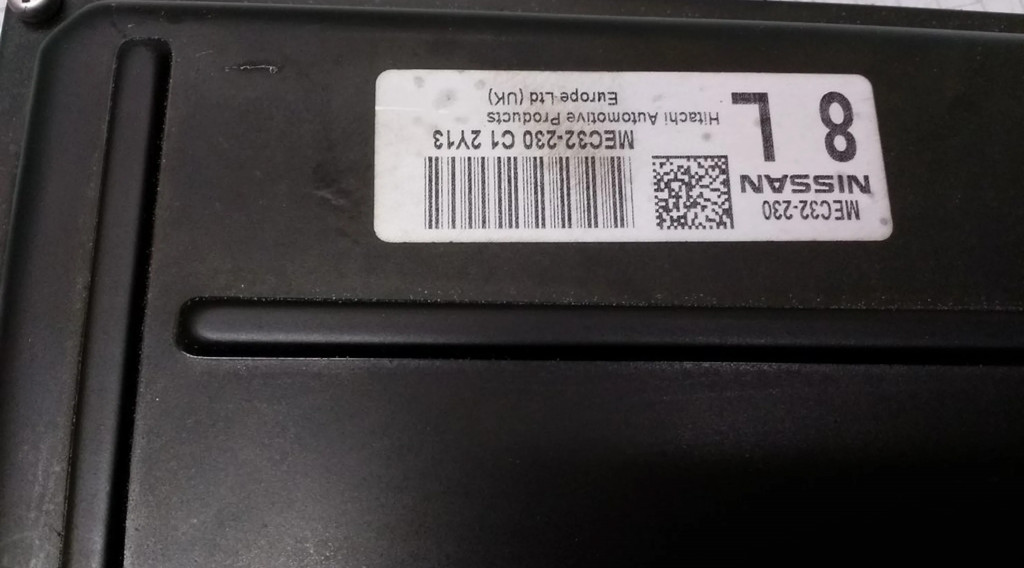 MEC32-230
NISSAN
8 L
MEC32-230 C1 2Y13
Hitachi Automotive Products
Europe Ltd (UK)